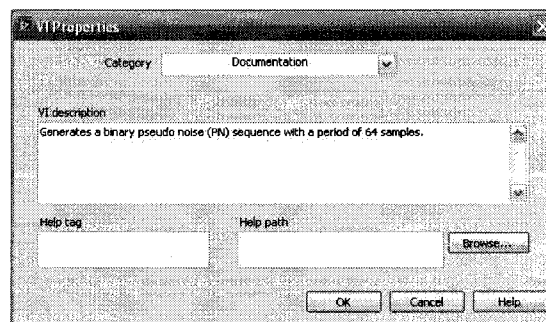 VI Properties
Category Documentation
VI description
Generates a binary pseudo noise (PN) sequence with a period of 64 samples.
Help tag Help path
Browse...
OK Cancel Help